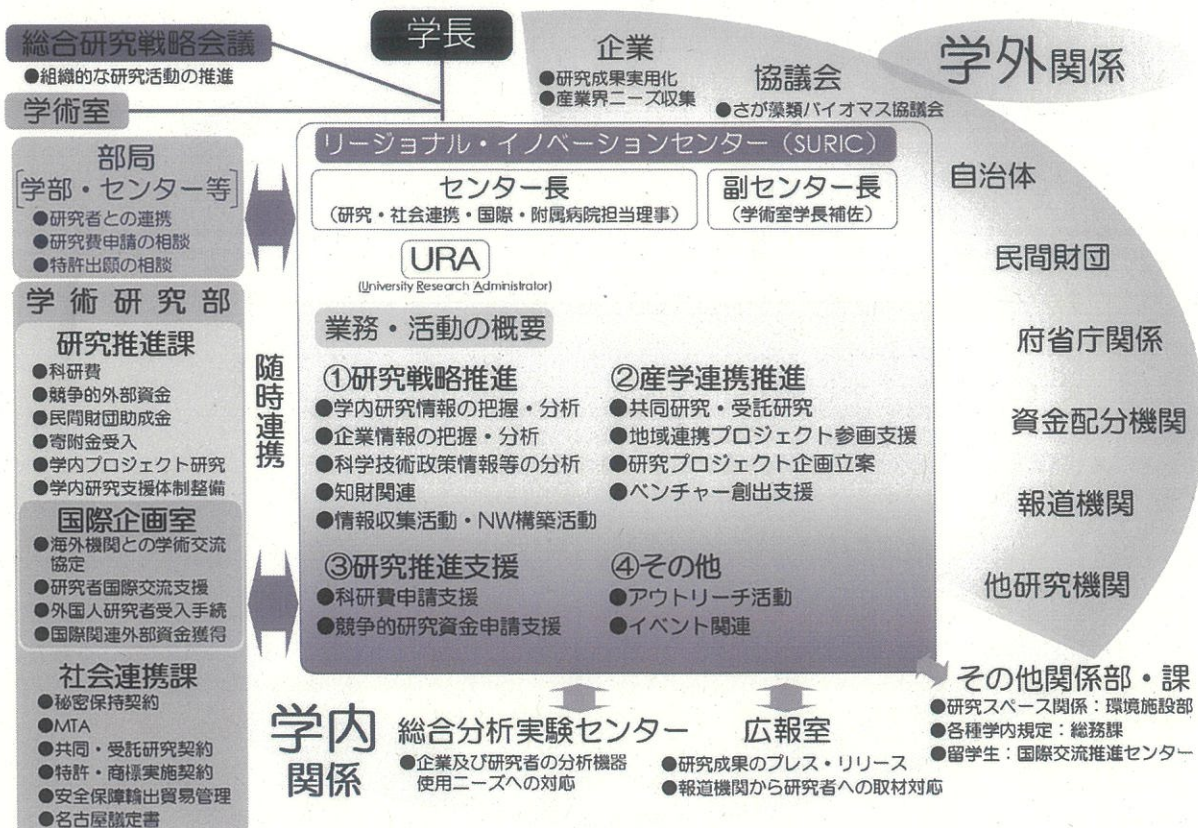 学長
総合研究戦略会議
●組織的な研究活動の推進
学術室
部局
[学部・センター等]
●研究者との連携
●研究費申請の相談
●特許出願の相談
学術研究部
研究推進課
●科研費
●競争的外部資金
●民間財団助成金
●寄附金受入
●学内プロジェクト研究
●学内研究支援体制整備
国際企画室
●海外機関との学術交流
協定
●研究者国際交流支援
●外国人研究者受入手続
●国際関連外部資金獲得
社会連携課
●秘密保持契約
●MTA
●共同・受託研究契約
●特許・商標実施契約
●安全保障輸出貿易管理
●名古屋議定書
随時連携
リージョナル・イノベーションセンター（SURIC）
センター長
（研究・社会連携・国際・附属病院担当理事）
副センター長
（学術室学長補佐）
URA
(University Research Administrator)
業務・活動の概要
①研究戦略推進
●学内研究情報の把握・分析
●企業情報の把握・分析
●科学技術政策情報等の分析
●知財関連
●情報収集活動・NW構築活動
②産学連携推進
●共同研究・受託研究
●地域連携プロジェクト参画支援
●研究プロジェクト企画立案
●ベンチャー創出支援
③研究推進支援
●科研費申請支援
●競争的研究資金申請支援
④その他
●アウトリーチ活動
●イベント関連
学外関係
企業
●研究成果実用化
●産業界ニーズ収集
協議会
●さが藻類バイオマス協議会
自治体
民間財団
府省庁関係
資金配分機関
報道機関
他研究機関
学内
関係
総合分析実験センター
●企業及び研究者の分析機器
使用ニーズへの対応
広報室
●研究成果のプレス・リリース
●報道機関から研究者への取材対応
その他関係部・課
●研究スペース関係：環境施設部
●各種学内規定：総務課
●留学生：国際交流推進センター